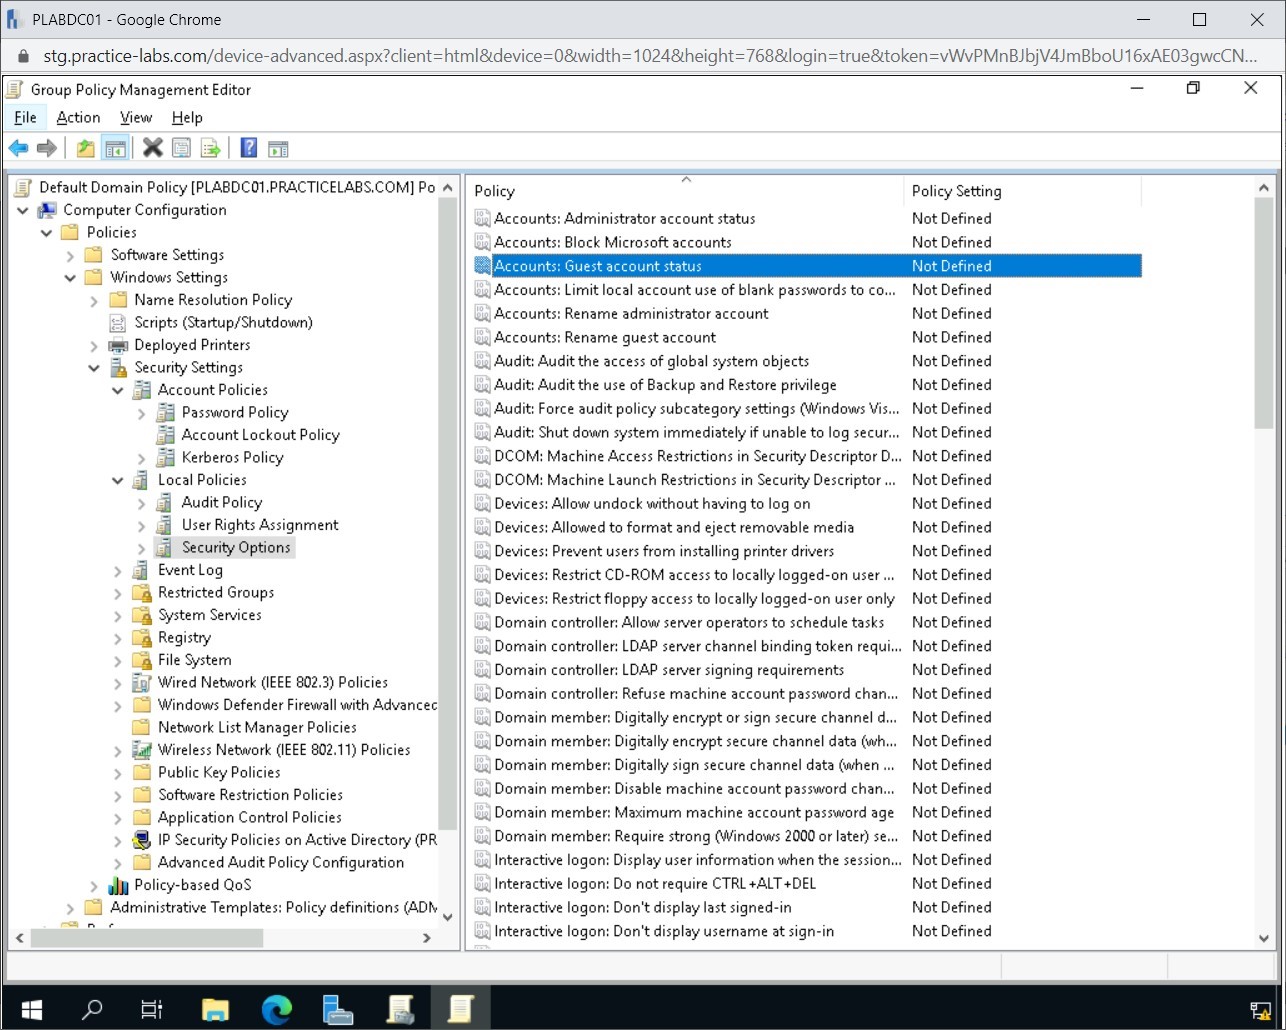 PLABDC01 - Google Chrome
stg.practice-labs.com/device-advanced.aspx?client=html&device=0&width=1024&height=768&login=true&token=vWvPMnBJbjV4JmBboU16xAE03gwcCN...
Group Policy Management Editor
File Action View Help
Default Domain Policy [PLABDC01.PRACTICELABS.COM] Po
Computer Configuration
Policies
Software Settings
Windows Settings
Name Resolution Policy
Scripts (Startup/Shutdown)
Deployed Printers
Security Settings
Account Policies
Password Policy
Account Lockout Policy
Kerberos Policy
Local Policies
Audit Policy
User Rights Assignment
Security Options
Event Log
Restricted Groups
System Services
Registry
File System
Wired Network (IEEE 802.3) Policies
Windows Defender Firewall with Advanced
Network List Manager Policies
Wireless Network (IEEE 802.11) Policies
Public Key Policies
Software Restriction Policies
Application Control Policies
IP Security Policies on Active Directory (PR
Advanced Audit Policy Configuration
Policy-based QoS
Administrative Templates: Policy definitions (ADM
Policy Policy Setting
Accounts: Administrator account status Not Defined
Accounts: Block Microsoft accounts Not Defined
Accounts: Guest account status Not Defined
Accounts: Limit local account use of blank passwords to co... Not Defined
Accounts: Rename administrator account Not Defined
Accounts: Rename guest account Not Defined
Audit: Audit the access of global system objects Not Defined
Audit: Audit the use of Backup and Restore privilege Not Defined
Audit: Force audit policy subcategory settings (Windows Vis... Not Defined
Audit: Shut down system immediately if unable to log secur... Not Defined
DCOM: Machine Access Restrictions in Security Descriptor D... Not Defined
DCOM: Machine Launch Restrictions in Security Descriptor ... Not Defined
Devices: Allow undock without having to log on Not Defined
Devices: Allowed to format and eject removable media Not Defined
Devices: Prevent users from installing printer drivers Not Defined
Devices: Restrict CD-ROM access to locally logged-on user ... Not Defined
Devices: Restrict floppy access to locally logged-on user only Not Defined
Domain controller: Allow server operators to schedule tasks Not Defined
Domain controller: LDAP server channel binding token requi... Not Defined
Domain controller: LDAP server signing requirements Not Defined
Domain controller: Refuse machine account password chan... Not Defined
Domain member: Digitally encrypt or sign secure channel d... Not Defined
Domain member: Digitally encrypt secure channel data (wh... Not Defined
Domain member: Digitally sign secure channel data (when ... Not Defined
Domain member: Disable machine account password chan... Not Defined
Domain member: Maximum machine account password age Not Defined
Domain member: Require strong (Windows 2000 or later) se... Not Defined
Interactive logon: Display user information when the session... Not Defined
Interactive logon: Do not require CTRL+ALT+DEL Not Defined
Interactive logon: Don't display last signed-in Not Defined
Interactive logon: Don't display username at sign-in Not Defined